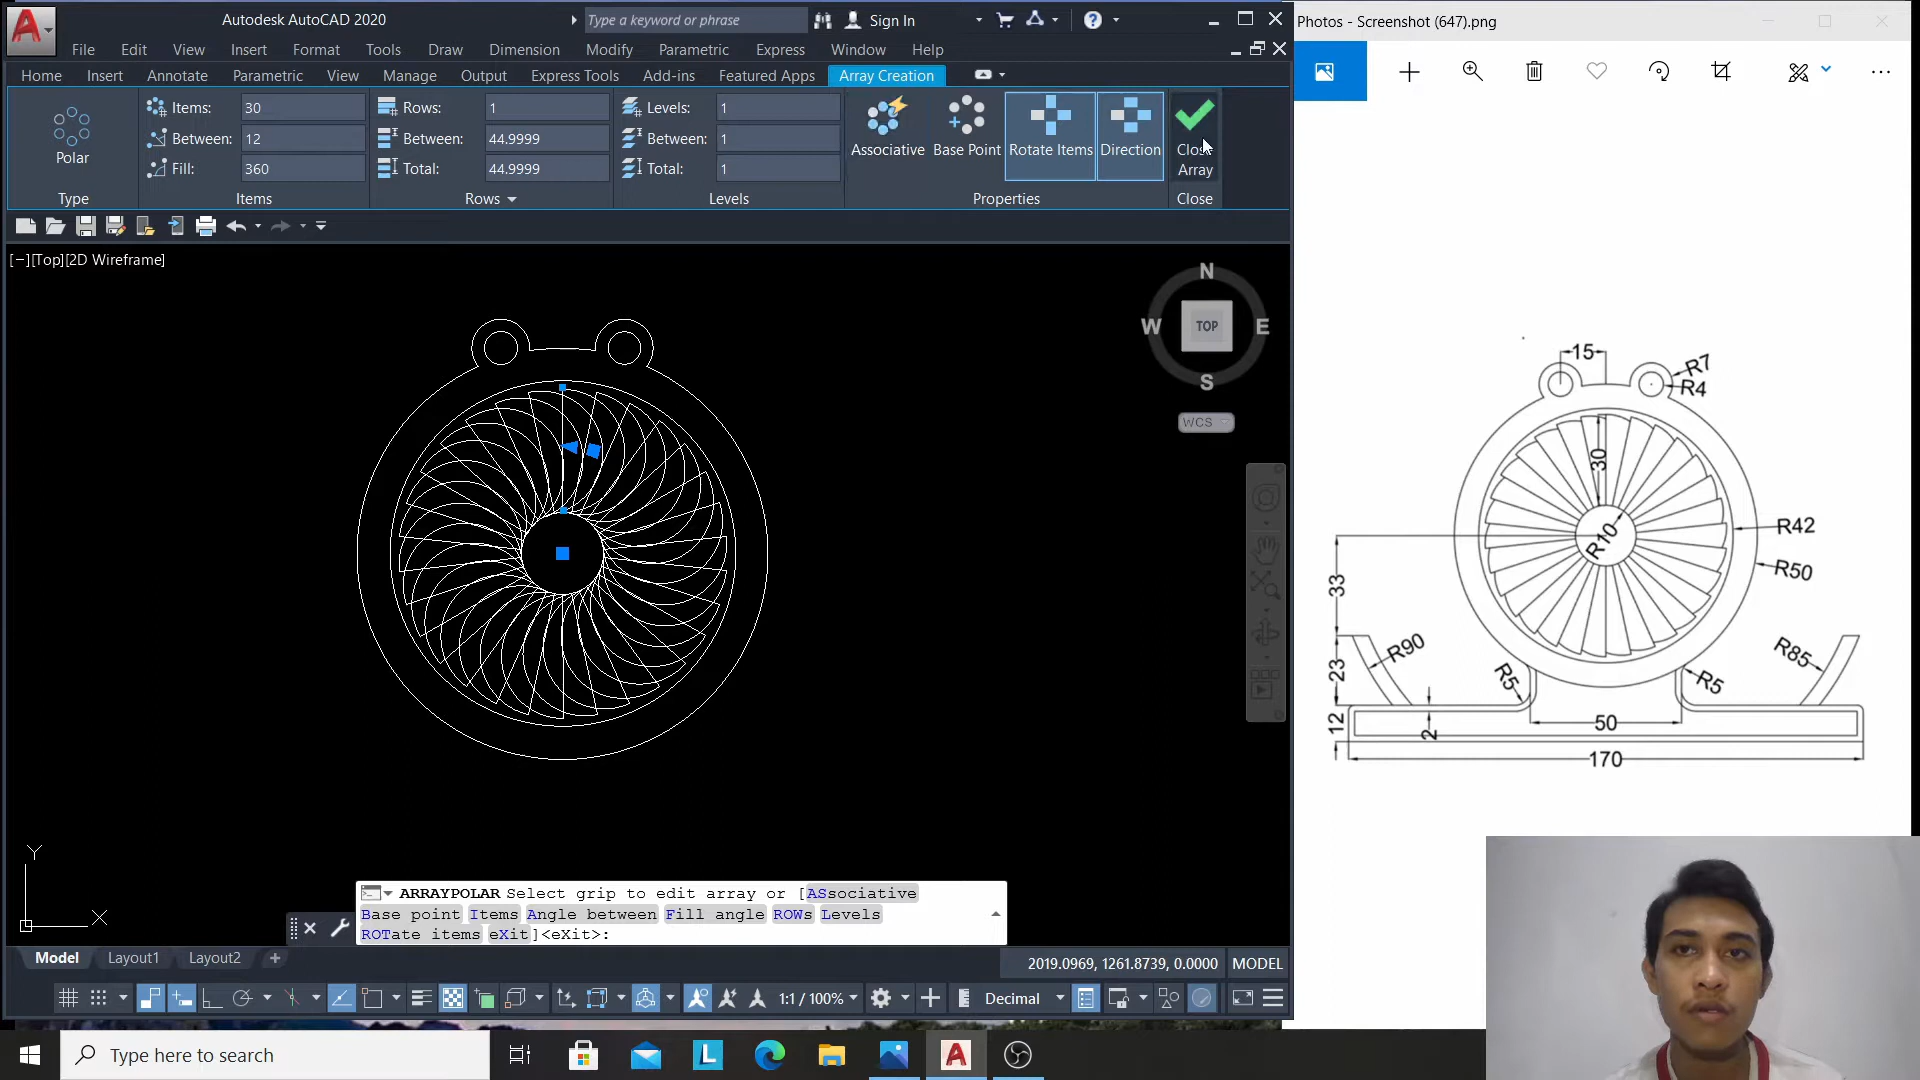 Autodesk AutoCAD 2020
Type a keyword or phrase
Sign In
Photos - Screenshot (647).png
File Edit View Insert Format Tools Draw Dimension Modify Parametric Express Window Help
Home Insert Annotate Parametric View Manage Output Express Tools Add-ins Featured Apps Array Creation
Polar
Type
Items: 30
Between: 12
Fill: 360
Items
Rows: 1
Between: 44.9999
Total: 44.9999
Rows
Levels: 1
Between: 1
Total: 1
Levels
Associative
Base Point
Rotate Items
Direction
Properties
Close
Array
Close
[−][Top][2D Wireframe]
N
W
TOP
E
S
WCS
15
R7
R4
30
R10
R42
R50
33
R90
R85
23
R5
R5
12
2
50
170
Y
X
ARRAYPOLAR Select grip to edit array or [ASsociative
Base point Items Angle between Fill angle ROWs Levels
ROTate items eXit]<eXit>:
Model Layout1 Layout2
2019.0969, 1261.8739, 0.0000 MODEL
1:1 / 100%
Decimal
Type here to search